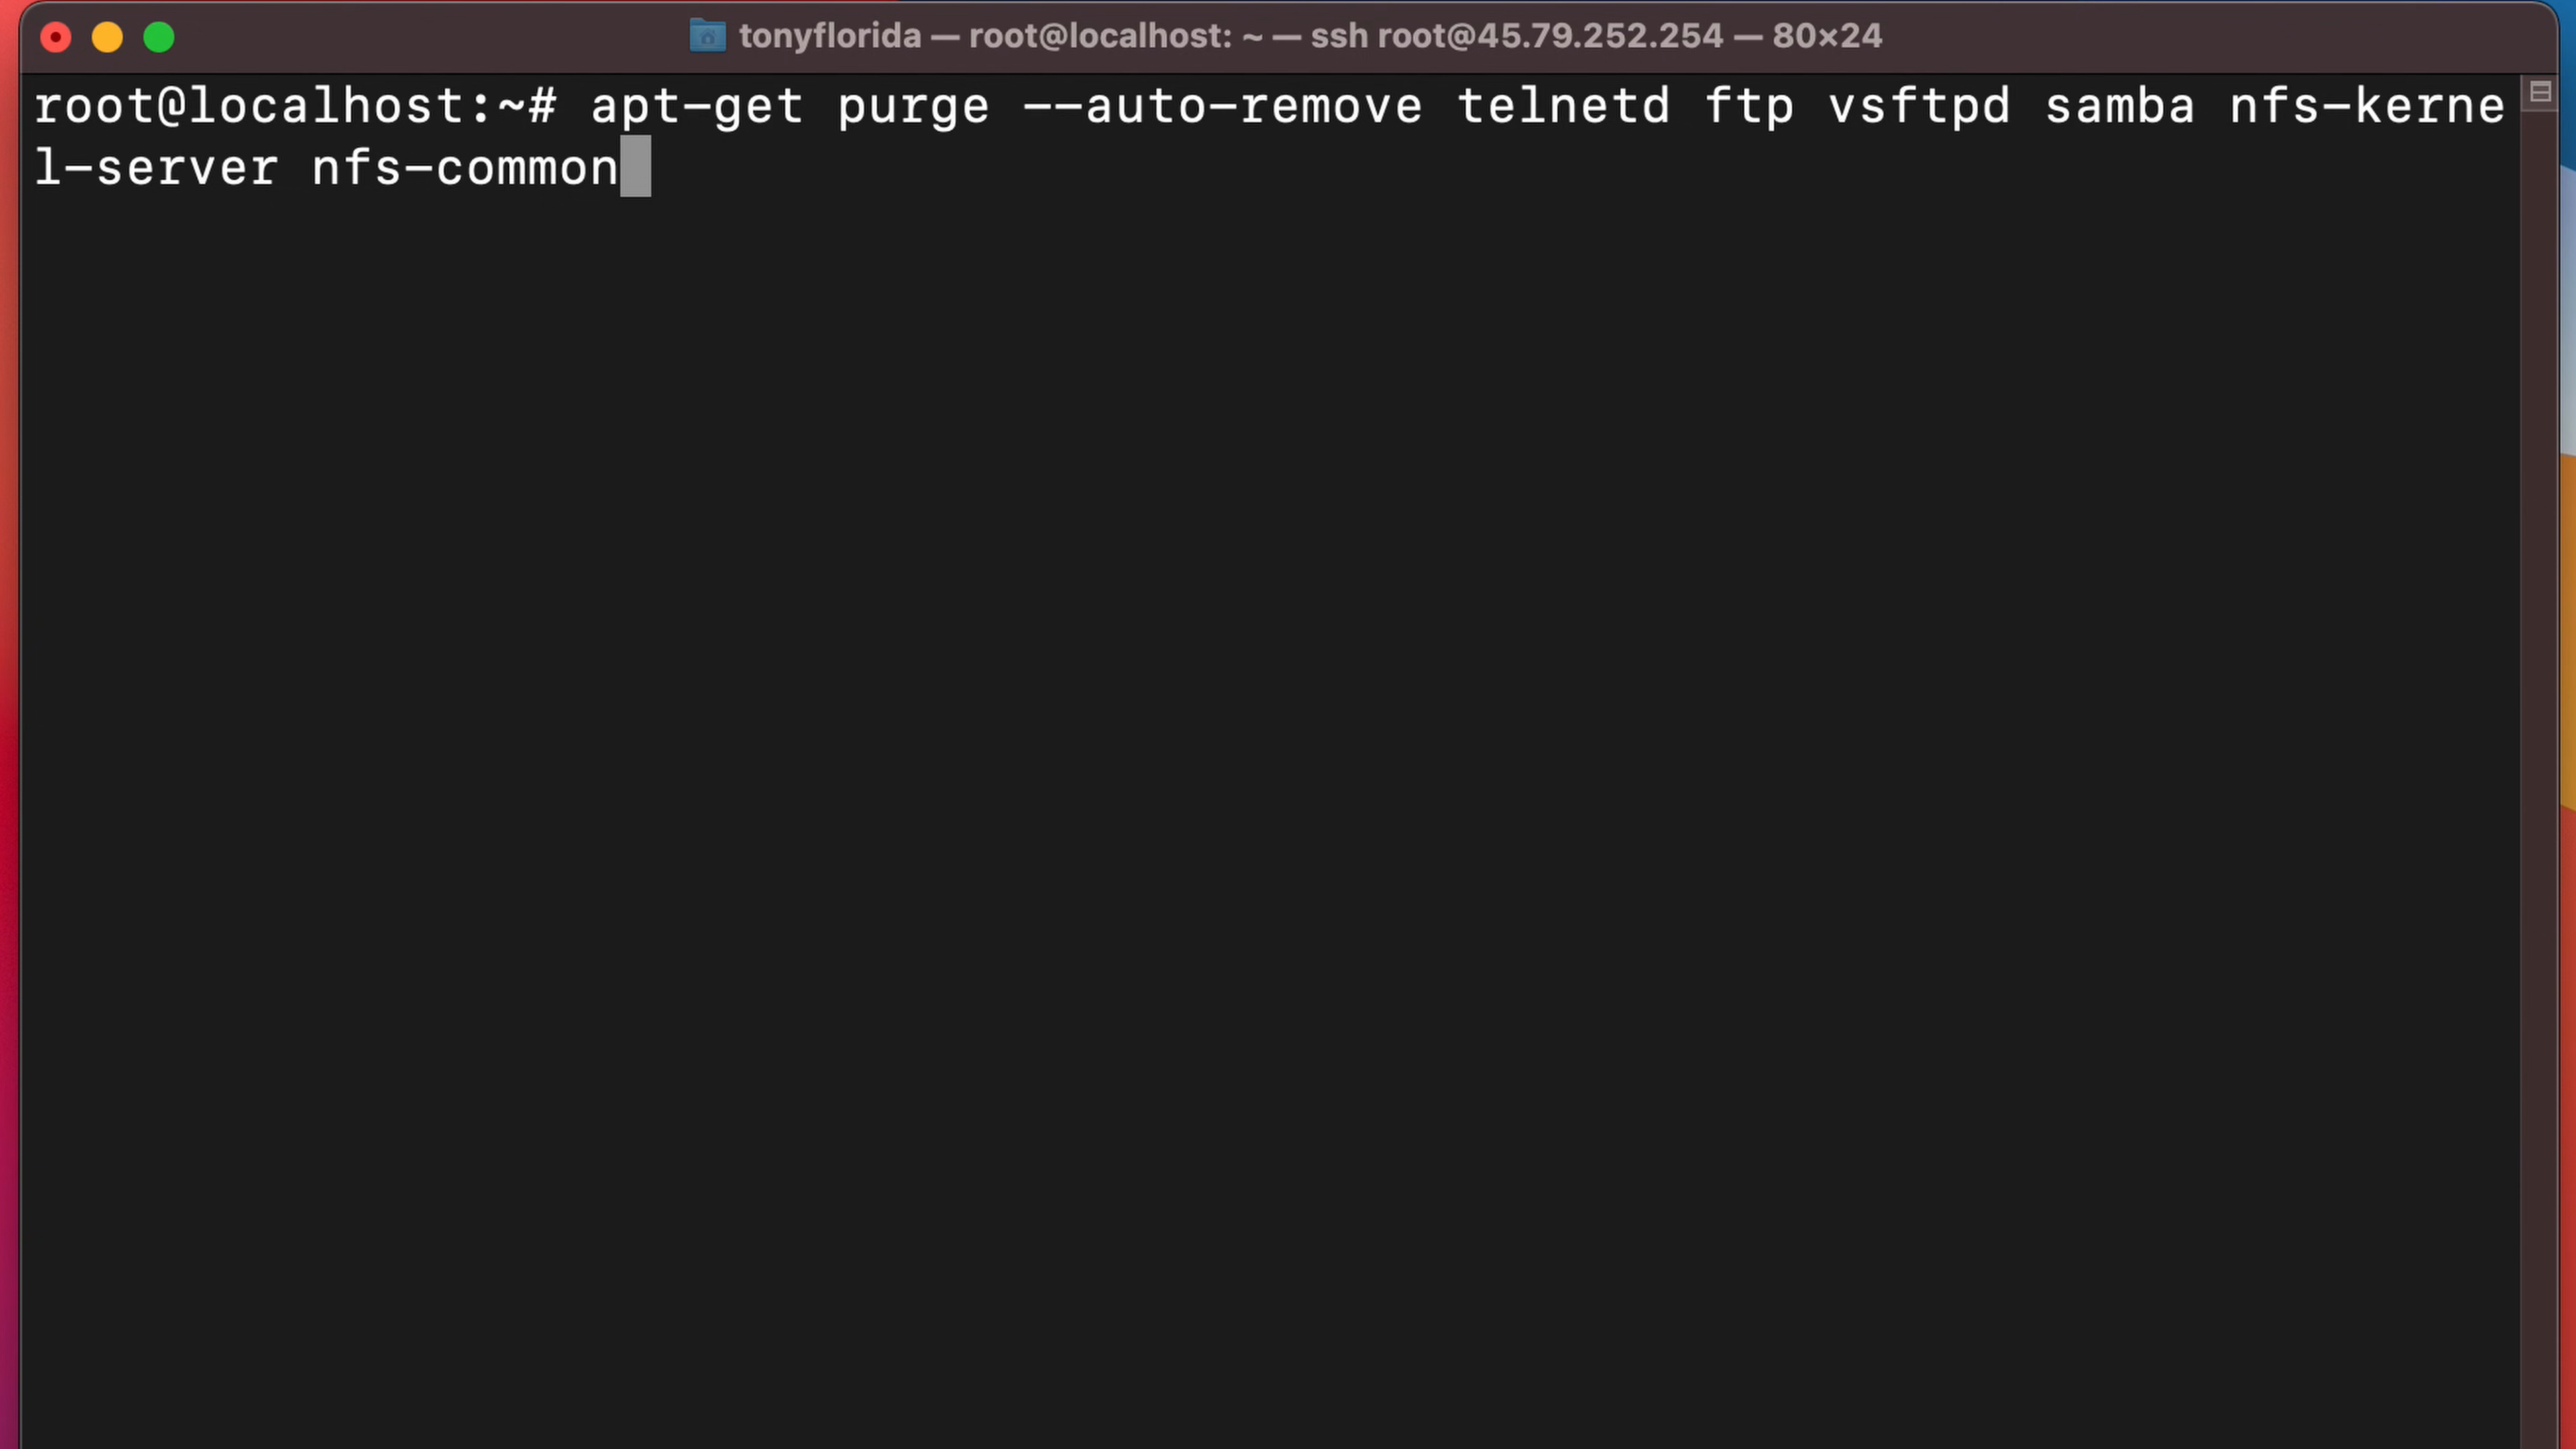 tonyflorida — root@localhost: ~ — ssh root@45.79.252.254 — 80×24
root@localhost:~# apt-get purge --auto-remove telnetd ftp vsftpd samba nfs-kerne
l-server nfs-common